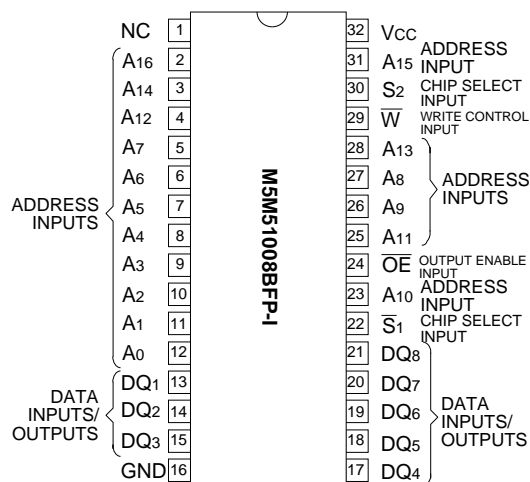 NC 1
A16 2
A14 3
A12 4
A7 5
A6 6
A5 7
A4 8
A3 9
A2 10
A1 11
A0 12
DQ1 13
DQ2 14
DQ3 15
GND 16
ADDRESS
INPUTS
DATA
INPUTS/
OUTPUTS
M5M51008BFP-I
32 VCC
31 A15 ADDRESS
INPUT
30 S2 CHIP SELECT
INPUT
29 W̅ WRITE CONTROL
INPUT
28 A13
27 A8
26 A9
25 A11
ADDRESS
INPUTS
24 O̅E̅ OUTPUT ENABLE
INPUT
23 A10 ADDRESS
INPUT
22 S̅1 CHIP SELECT
INPUT
21 DQ8
20 DQ7
19 DQ6
18 DQ5
17 DQ4
DATA
INPUTS/
OUTPUTS